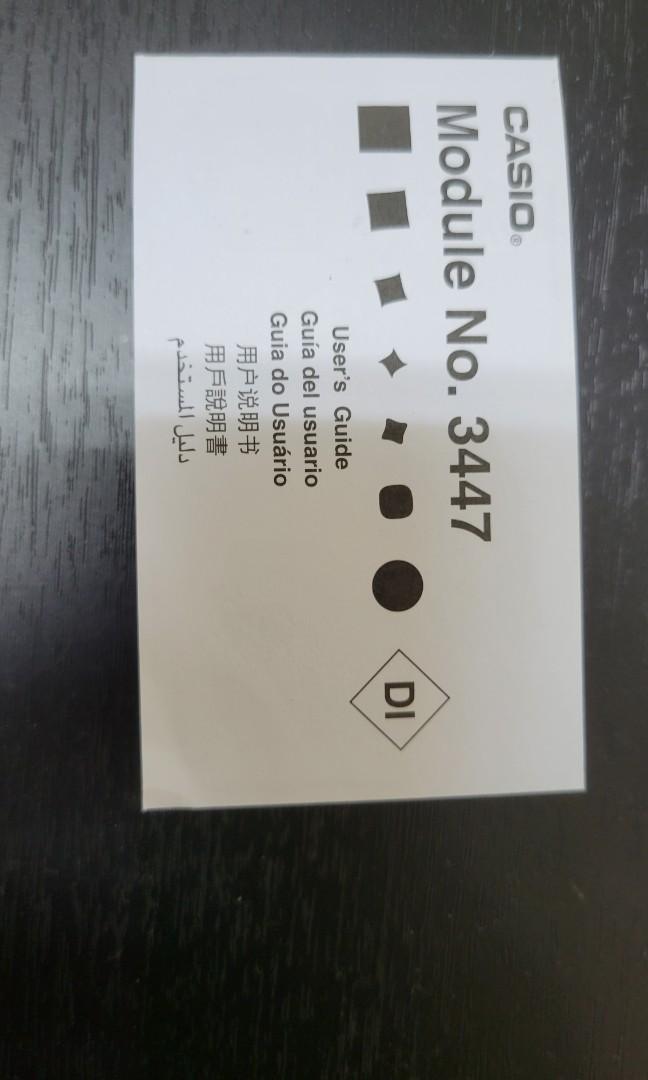 CASIO®
Module No. 3447
DI
User's Guide
Guía del usuario
Guia do Usuário
用户说明书
用戶說明書
دليل المستخدم